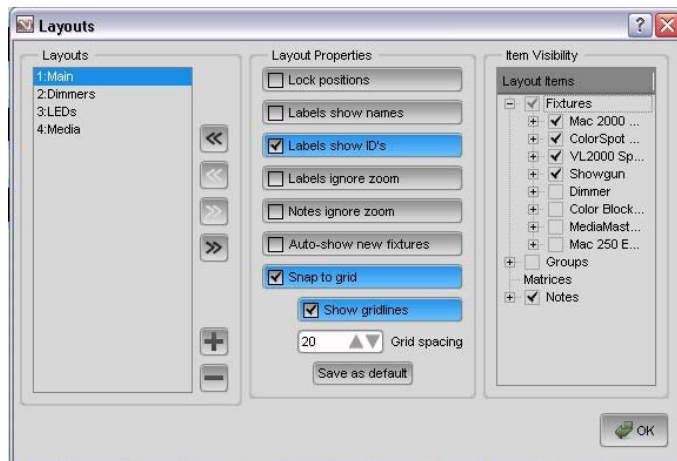 Layouts
Layouts
1:Main
2:Dimmers
3:LEDs
4:Media
Layout Properties
Lock positions
Labels show names
Labels show ID's
Labels ignore zoom
Notes ignore zoom
Auto-show new fixtures
Snap to grid
Show gridlines
20 Grid spacing
Save as default
Item Visibility
Layout Items
Fixtures
Mac 2000 ...
ColorSpot ...
VL2000 Sp...
Showgun
Dimmer
Color Block...
MediaMast...
Mac 250 E...
Groups
Matrices
Notes
OK